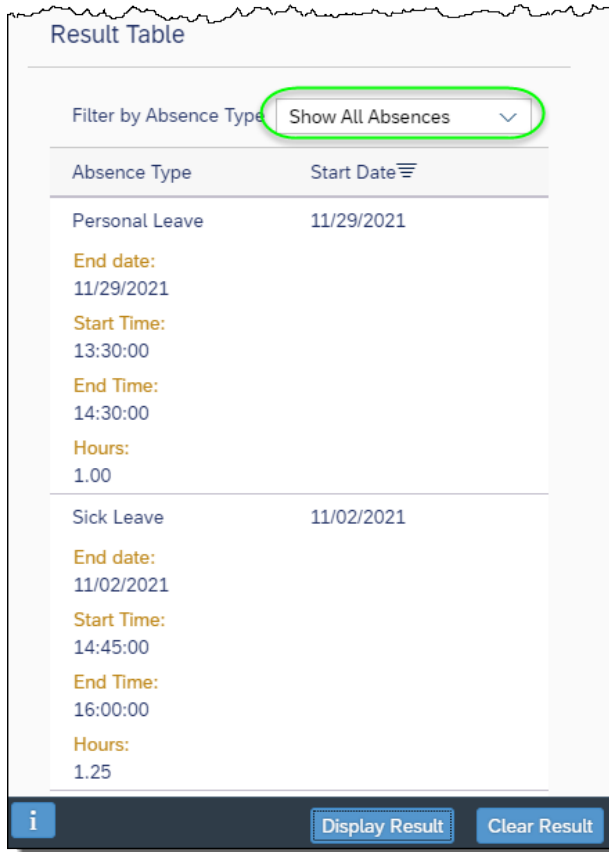 Result Table
Filter by Absence Type Show All Absences
Absence Type Start Date
Personal Leave 11/29/2021
End date:
11/29/2021
Start Time:
13:30:00
End Time:
14:30:00
Hours:
1.00
Sick Leave 11/02/2021
End date:
11/02/2021
Start Time:
14:45:00
End Time:
16:00:00
Hours:
1.25
i Display Result Clear Result